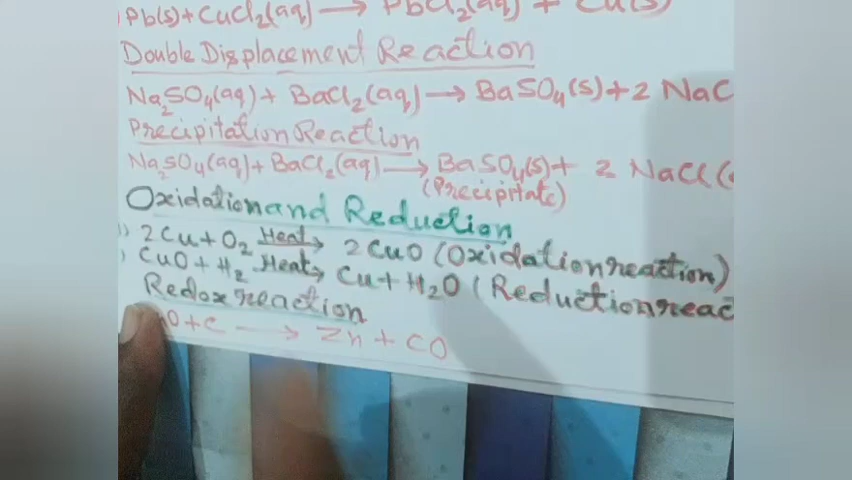 Pb(s)+CuCl₂(aq) → PbCl₂(aq) + Cu(s)
Double Displacement Reaction
Na₂SO₄(aq) + BaCl₂(aq) → BaSO₄(s)+2 NaC
Precipitation Reaction
Na₂SO₄(aq)+BaCl₂(aq) → BaSO₄(s)+ 2 NaCl(
(Precipitate)
Oxidation and Reduction
) 2Cu+O₂ Heat→ 2CuO (Oxidation reaction)
) CuO+H₂ Heat→ Cu+H₂O (Reduction reac
Redox reaction
O+C → Zn + CO